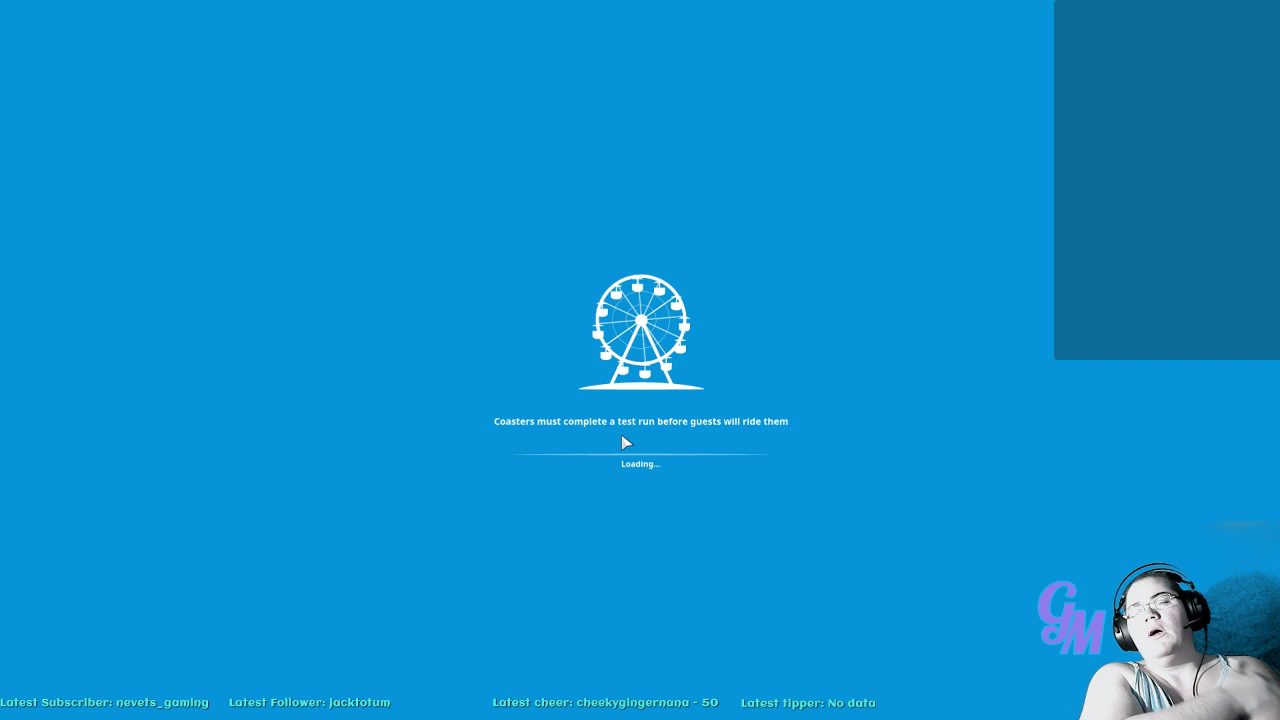 Coasters must complete a test run before guests will ride them
Loading...
GM
Latest Subscriber: nevets_gaming
Latest Follower: jacktotum
Latest cheer: cheekygingernana - 50
Latest tipper: No data